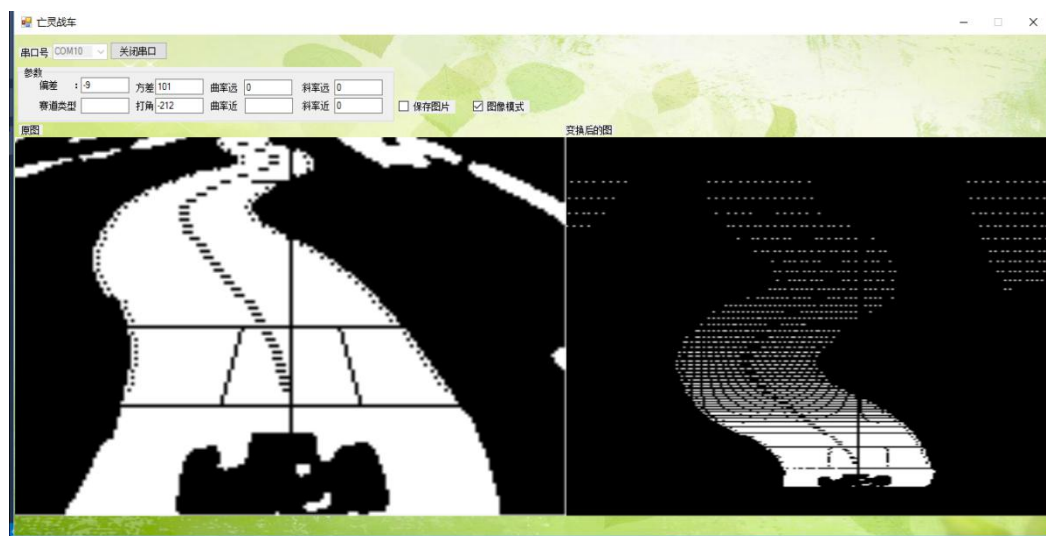 亡灵战车
串口号 COM10 关闭串口
参数
偏差 : -9 方差 101 曲率远 0 斜率远 0
赛道类型 打角 -212 曲率近 斜率近 0 保存图片 图像模式
原图 变换后的图